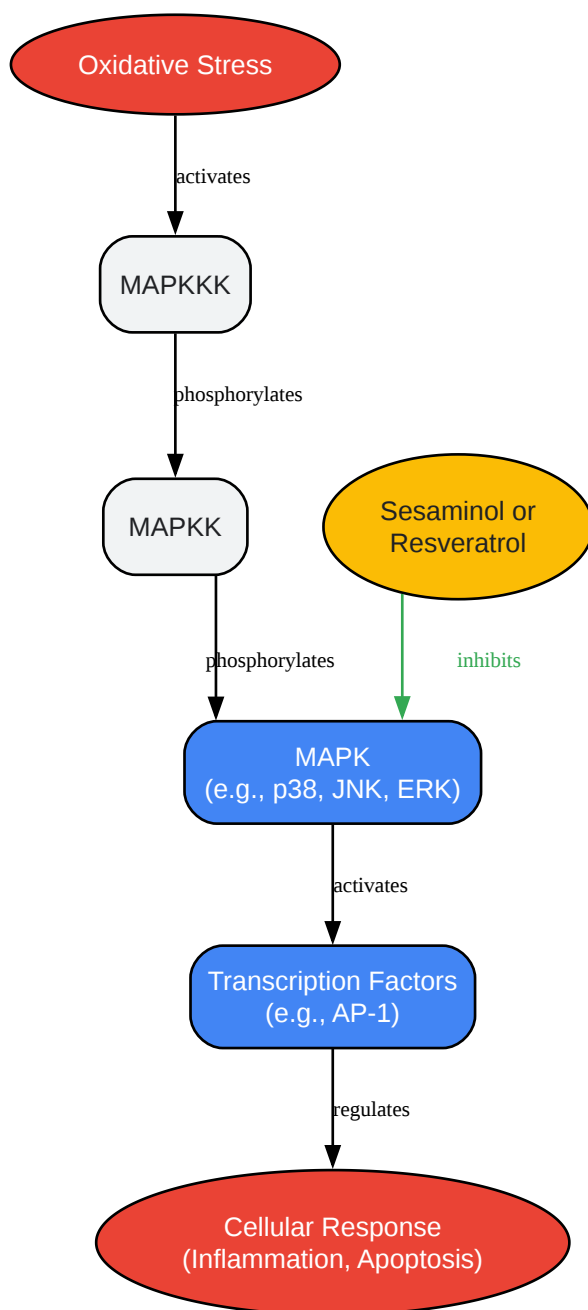 Oxidative Stress
activates
MAPKKK
phosphorylates
MAPKK
Sesaminol or
Resveratrol
phosphorylates
inhibits
MAPK
(e.g., p38, JNK, ERK)
activates
Transcription Factors
(e.g., AP-1)
regulates
Cellular Response
(Inflammation, Apoptosis)